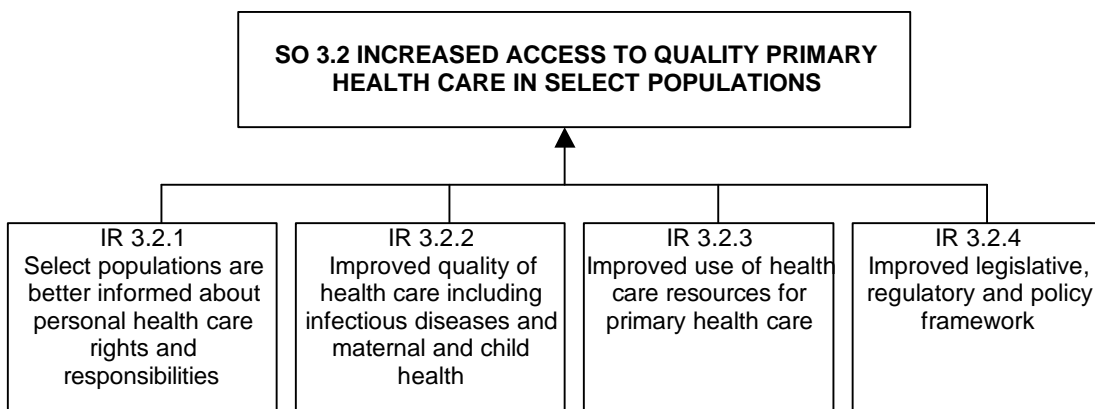 SO 3.2 INCREASED ACCESS TO QUALITY PRIMARY
HEALTH CARE IN SELECT POPULATIONS
IR 3.2.1
Select populations are
better informed about
personal health care
rights and
responsibilities
IR 3.2.2
Improved quality of
health care including
infectious diseases and
maternal and child
health
IR 3.2.3
Improved use of health
care resources for
primary health care
IR 3.2.4
Improved legislative,
regulatory and policy
framework